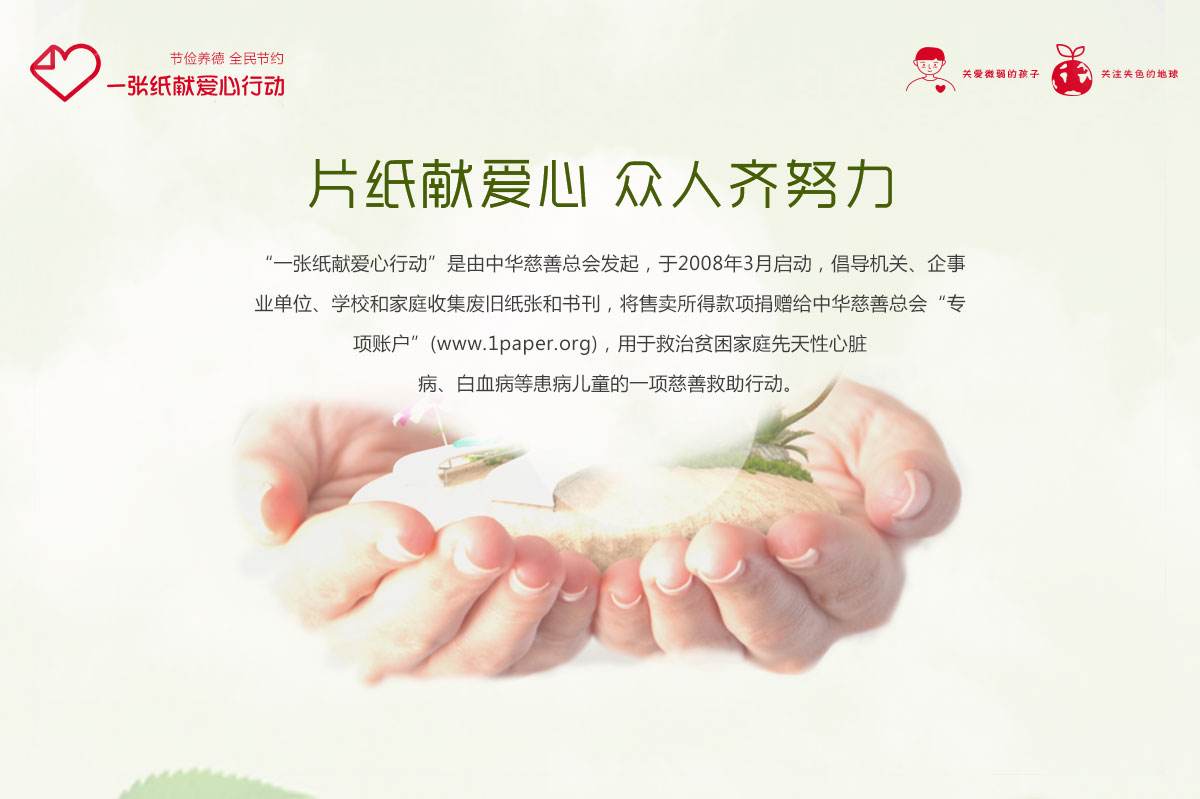 节俭养德 全民节约
一张纸献爱心行动
关爱微弱的孩子
关注失色的地球
片纸献爱心 众人齐努力
“一张纸献爱心行动”是由中华慈善总会发起，于2008年3月启动，倡导机关、企事
业单位、学校和家庭收集废旧纸张和书刊，将售卖所得款项捐赠给中华慈善总会“专
项账户”(www.1paper.org)，用于救治贫困家庭先天性心脏
病、白血病等患病儿童的一项慈善救助行动。